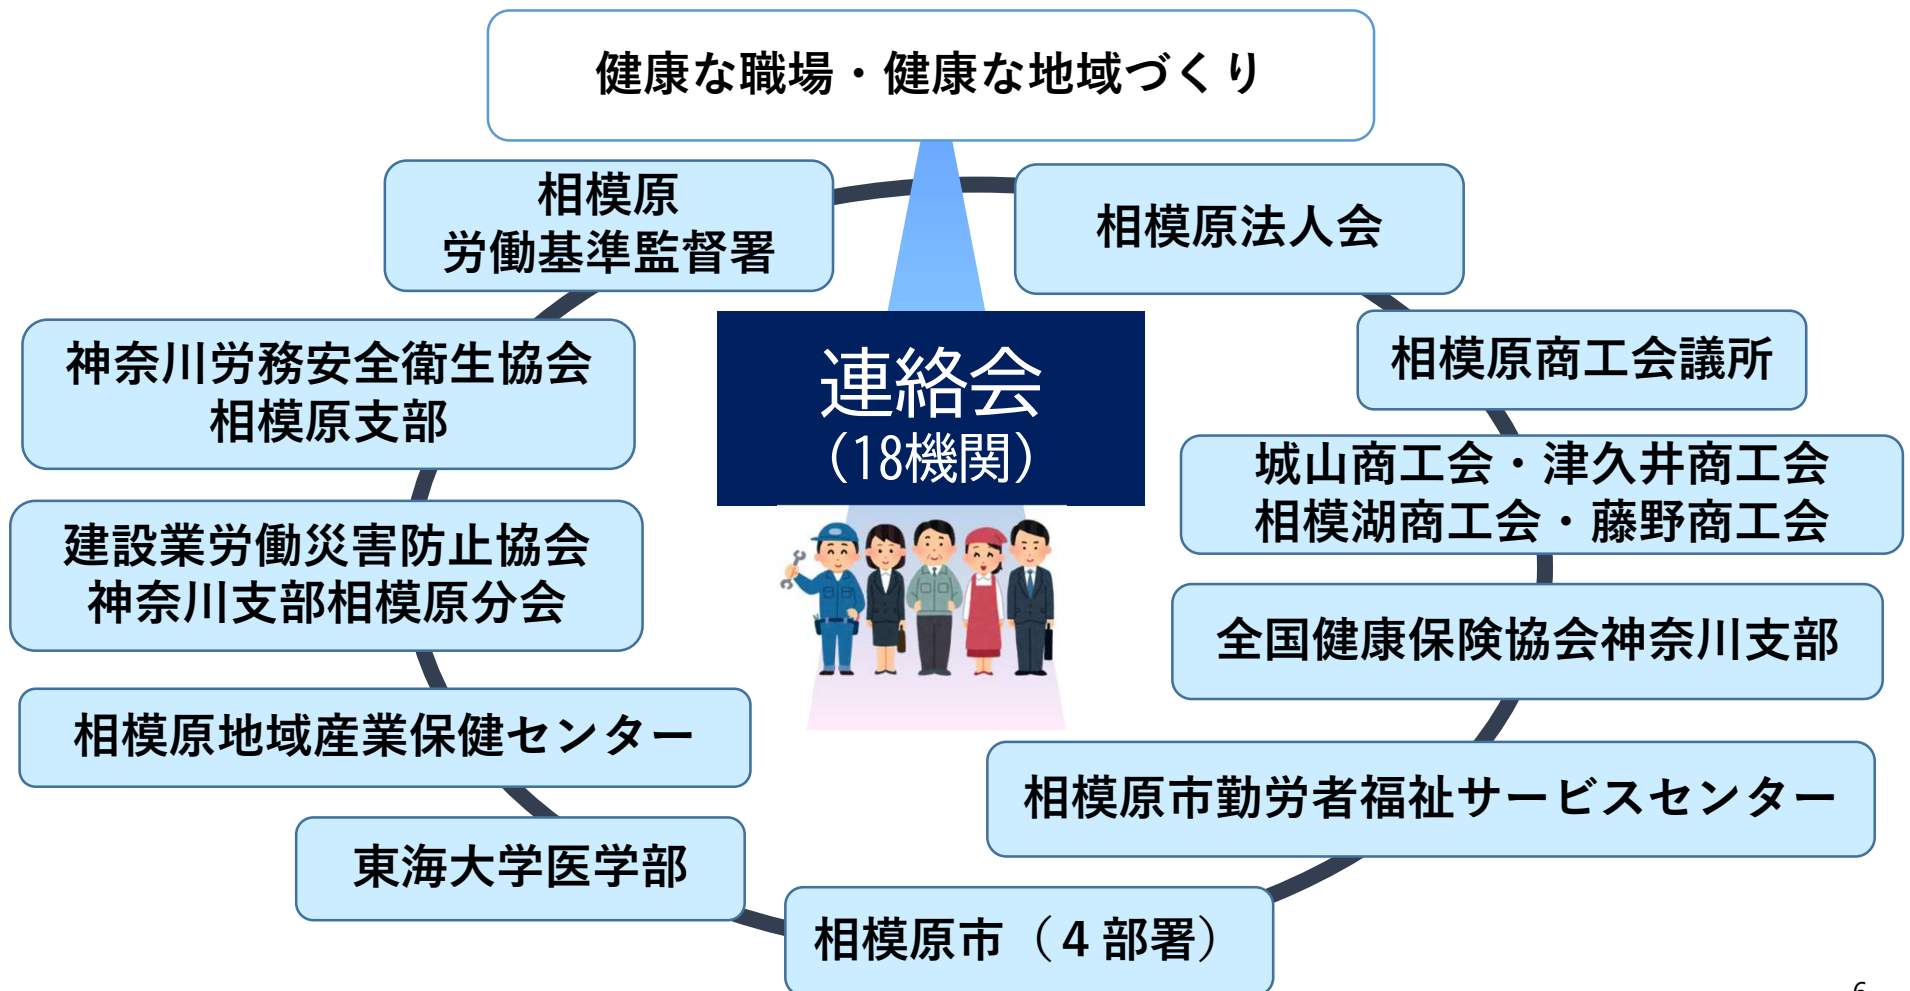 健康な職場・健康な地域づくり
相模原
労働基準監督署
相模原法人会
神奈川労務安全衛生協会
相模原支部
連絡会
（18機関）
相模原商工会議所
城山商工会・津久井商工会
相模湖商工会・藤野商工会
建設業労働災害防止協会
神奈川支部相模原分会
全国健康保険協会神奈川支部
相模原地域産業保健センター
相模原市勤労者福祉サービスセンター
東海大学医学部
相模原市（４部署）
6